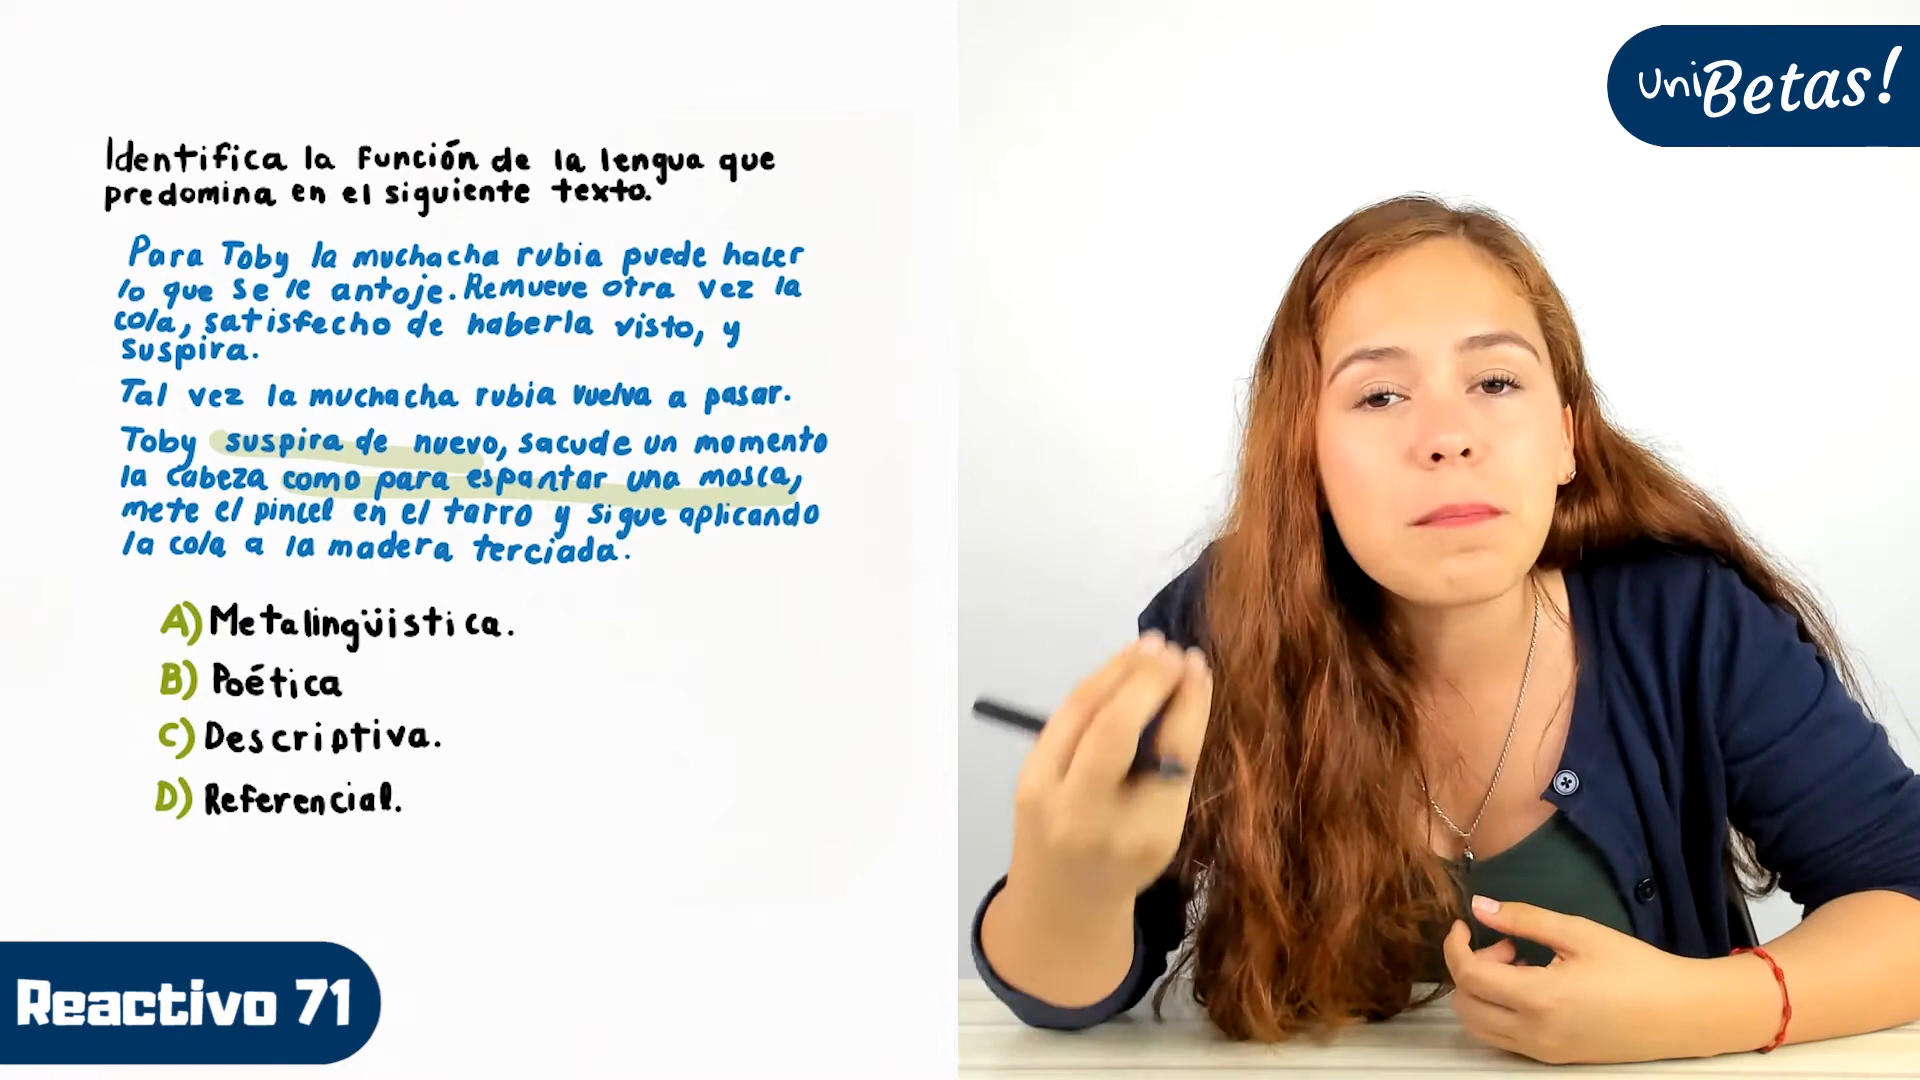 Identifica la función de la lengua que
predomina en el siguiente texto.
Para Toby la muchacha rubia puede hacer
lo que se le antoje. Remueve otra vez la
cola, satisfecho de haberla visto, y
suspira.
Tal vez la muchacha rubia vuelva a pasar.
Toby suspira de nuevo, sacude un momento
la cabeza como para espantar una mosca,
mete el pincel en el tarro y sigue aplicando
la cola a la madera terciada.
A) Metalingüística.
B) Poética
C) Descriptiva.
D) Referencial.
Reactivo 71
uniBetas!